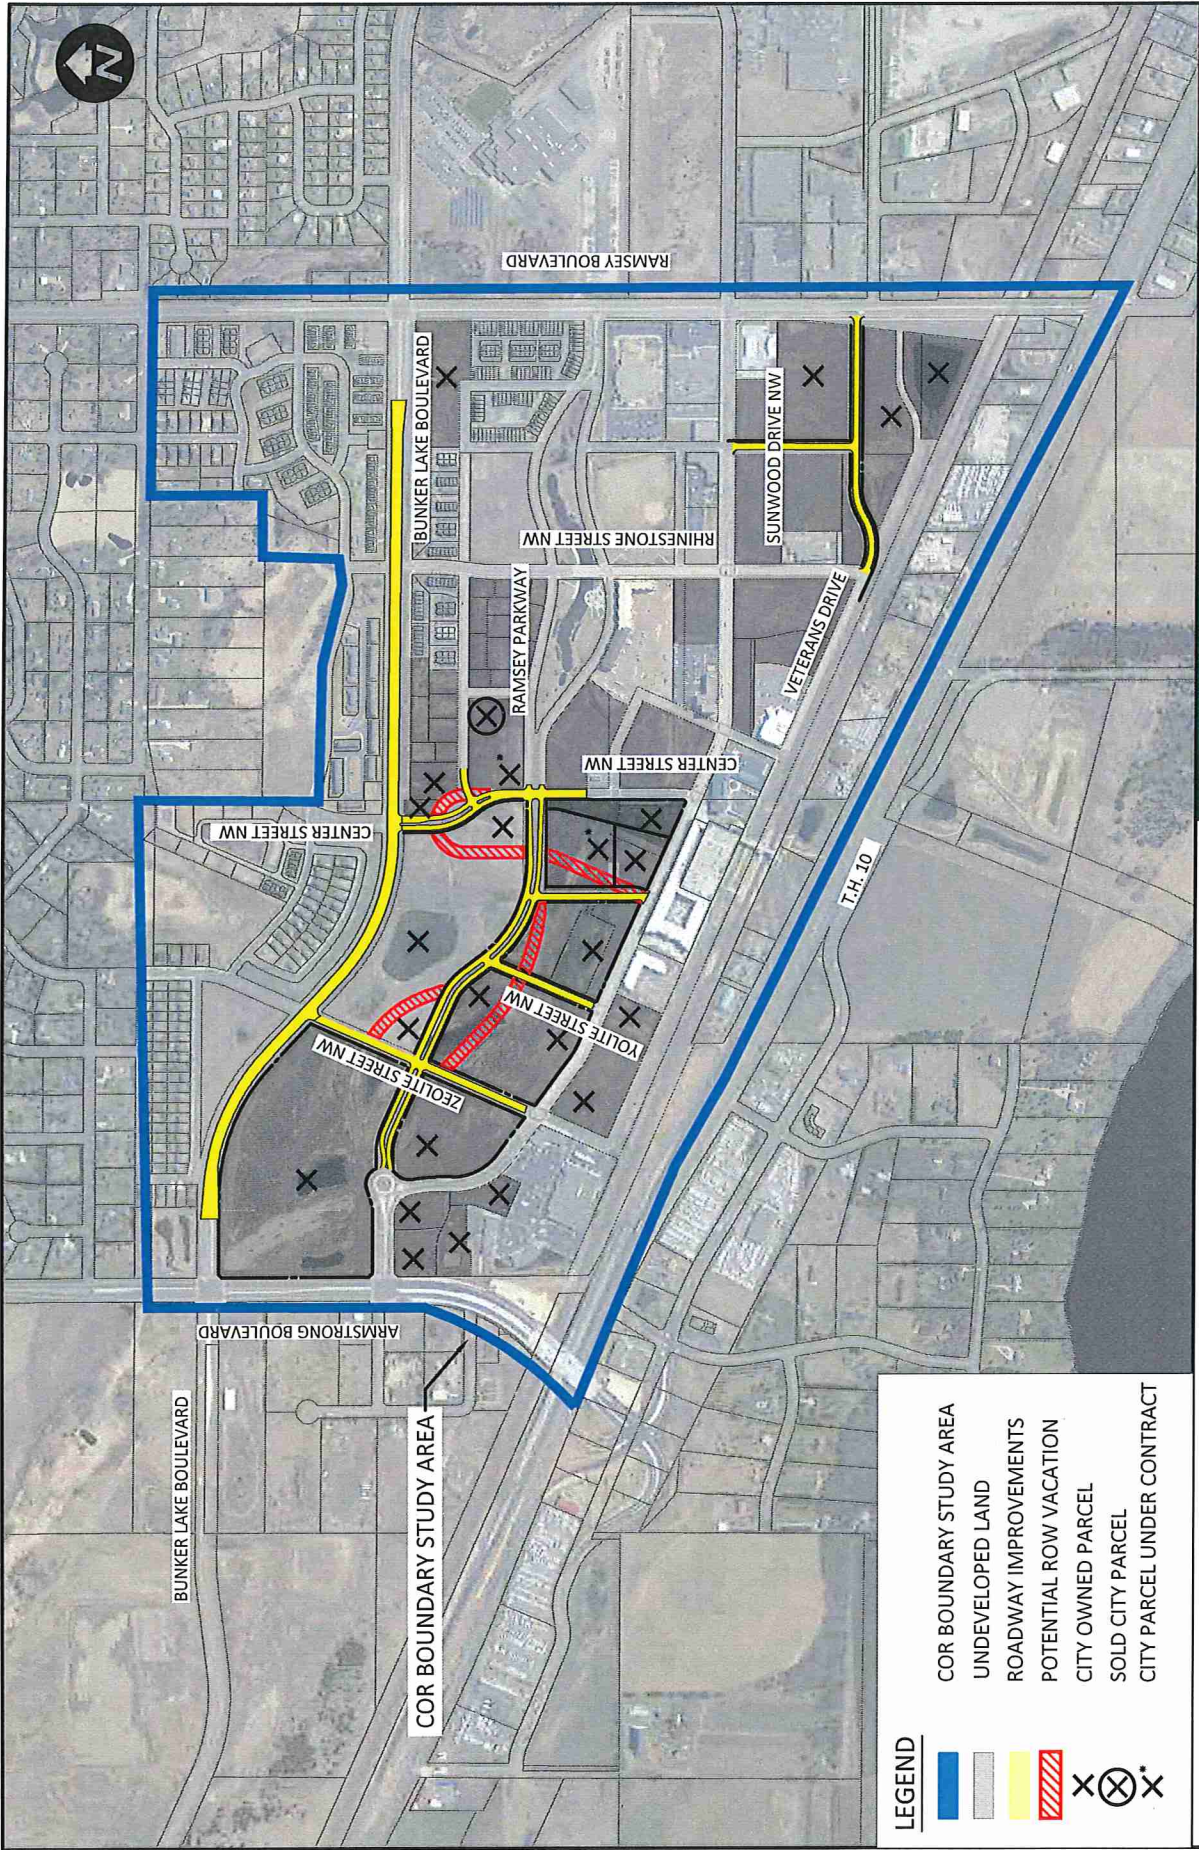 N
BUNKER LAKE BOULEVARD
ARMSTRONG BOULEVARD
COR BOUNDARY STUDY AREA
ZEOLITE STREET NW
YOLITE STREET NW
CENTER STREET NW
BUNKER LAKE BOULEVARD
RAMSEY PARKWAY
CENTER STREET NW
RHINESTONE STREET NW
SUNWOOD DRIVE NW
VETERANS DRIVE
RAMSEY BOULEVARD
T.H. 10
LEGEND
COR BOUNDARY STUDY AREA
UNDEVELOPED LAND
ROADWAY IMPROVEMENTS
POTENTIAL ROW VACATION
CITY OWNED PARCEL
SOLD CITY PARCEL
CITY PARCEL UNDER CONTRACT